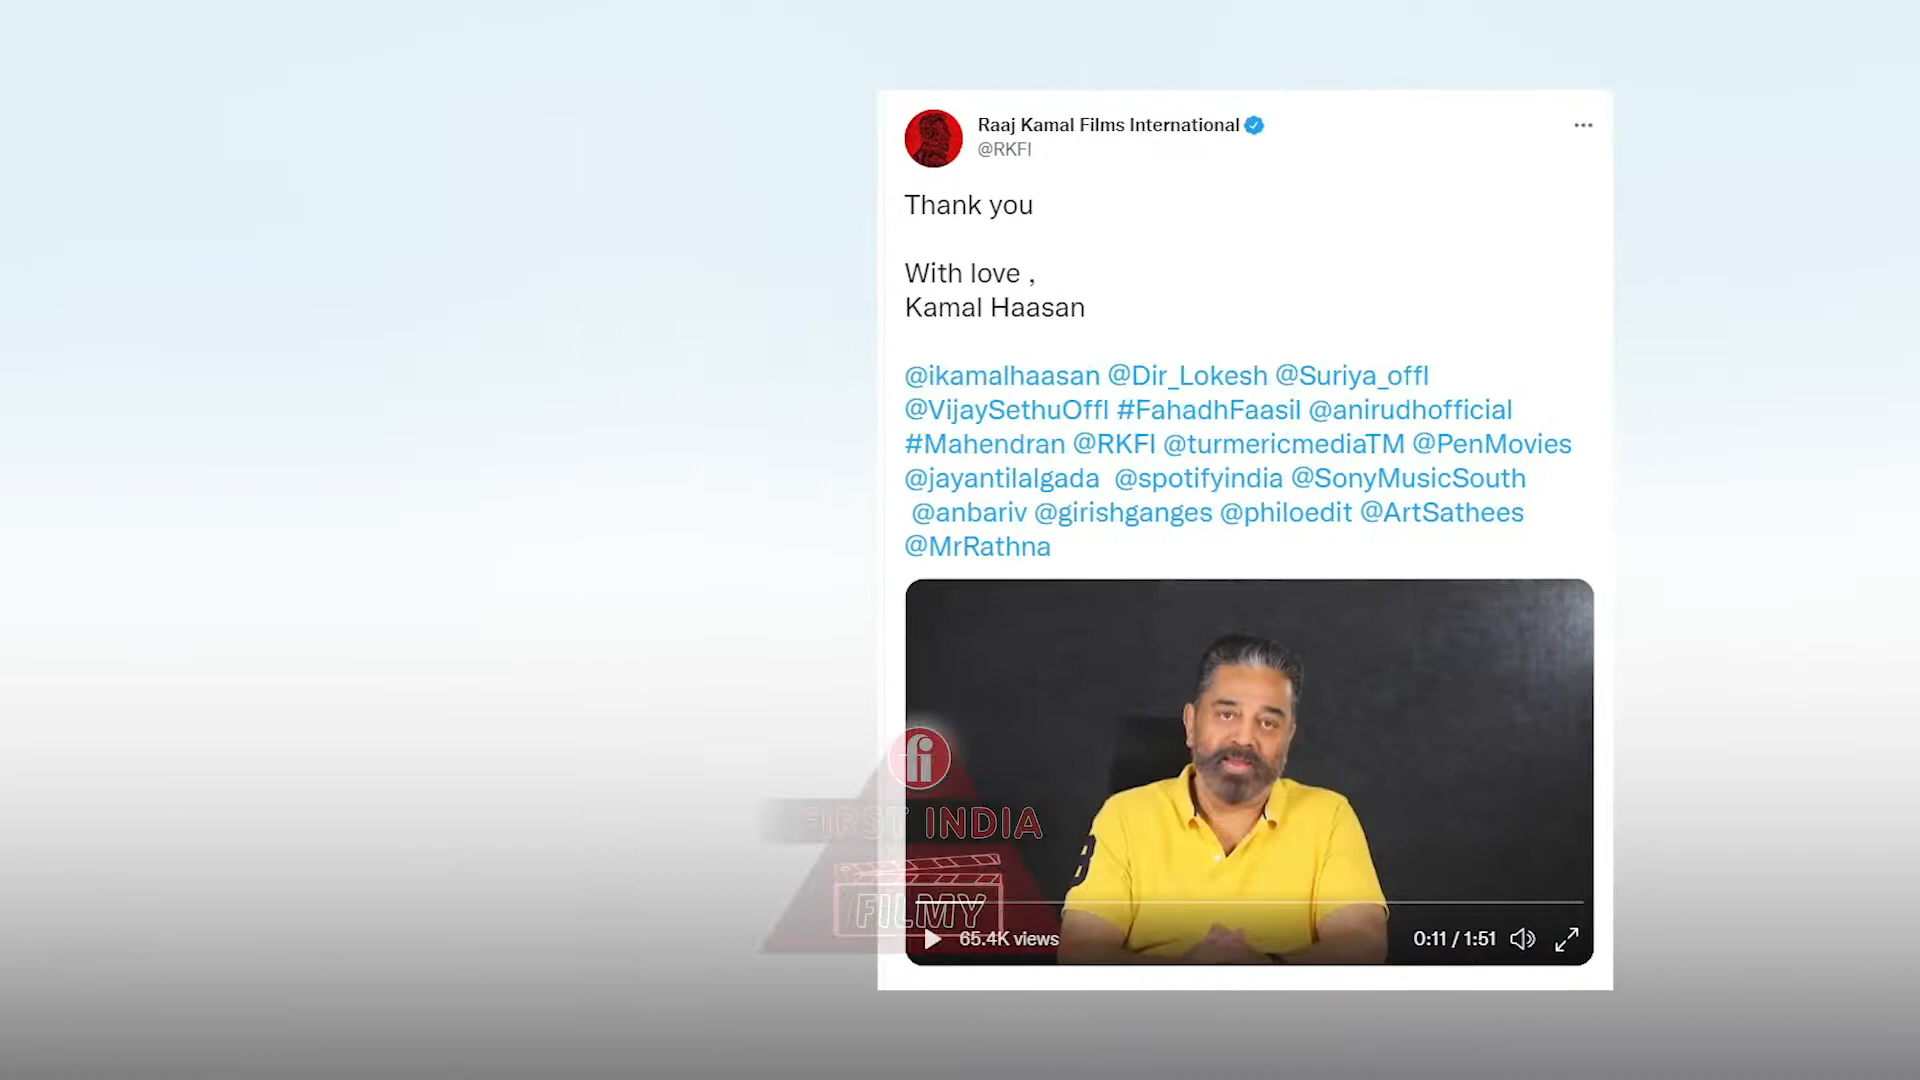 Raaj Kamal Films International
@RKFI
Thank you
With love ,
Kamal Haasan
@ikamalhaasan @Dir_Lokesh @Suriya_offl
@VijaySethuOffl #FahadhFaasil @anirudhofficial
#Mahendran @RKFI @turmericmediaTM @PenMovies
@jayantilalgada @spotifyindia @SonyMusicSouth
@anbariv @girishganges @philoedit @ArtSathees
@MrRathna
fi
FIRST INDIA
FILMY
65.4K views
0:11 / 1:51